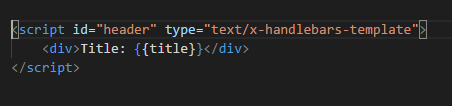 <script id="header" type="text/x-handlebars-template">
<div>Title: {{title}}</div>
</script>